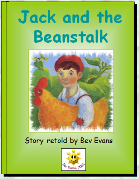 Jack and the
Beanstalk
Story retold by Bev Evans